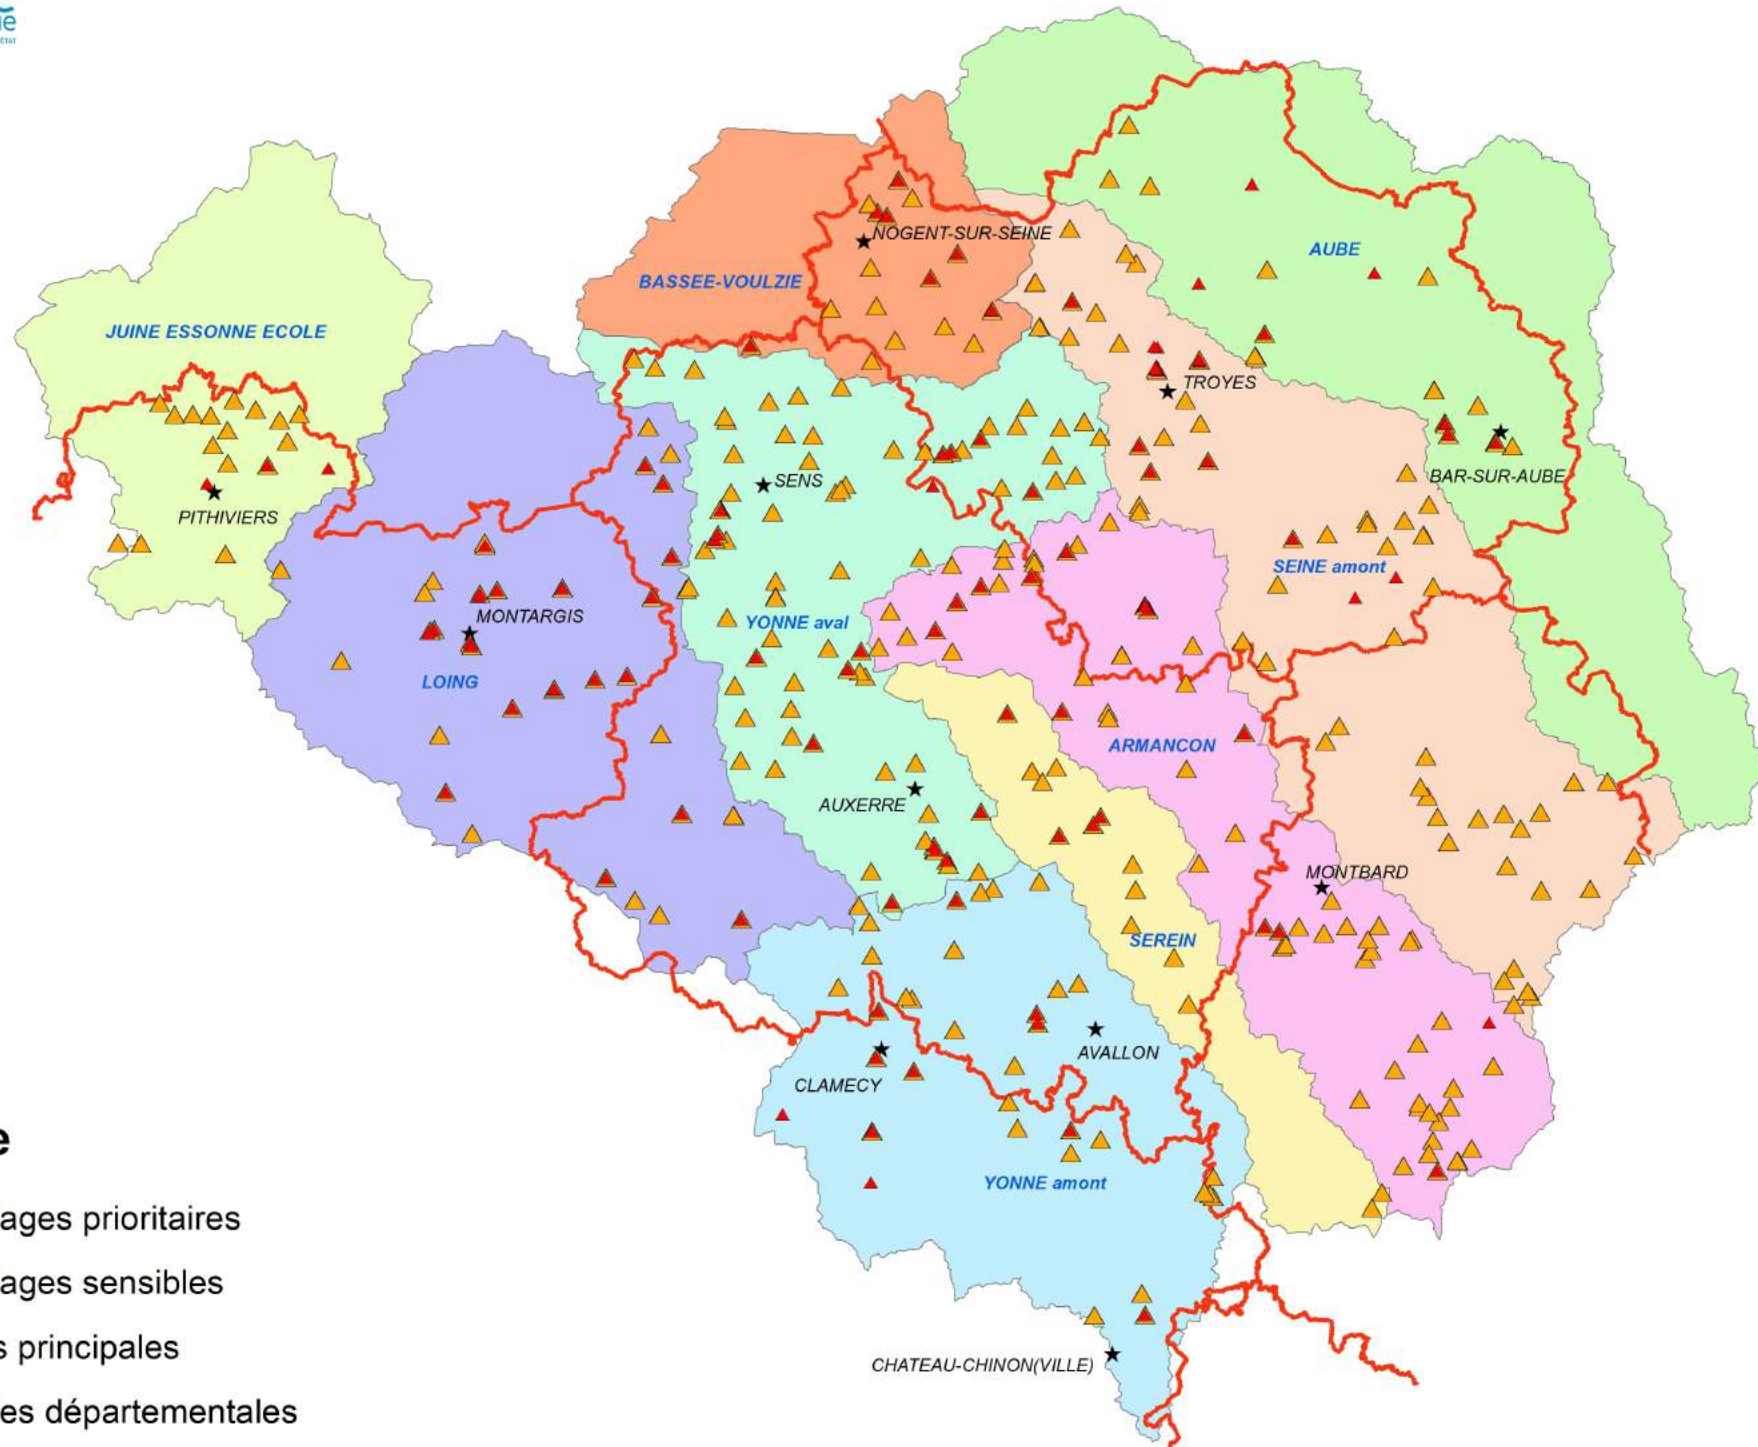 NOGENT-SUR-SEINE
AUBE
BASSEE-VOULZIE
JUINE ESSONNE ECOLE
TROYES
BAR-SUR-AUBE
SENS
PITHIVIERS
SEINE amont
MONTARGIS
YONNE aval
LOING
ARMANCON
AUXERRE
MONTBARD
SEREIN
AVALLON
CLAMECY
YONNE amont
CHATEAU-CHINON(VILLE)
e
ages prioritaires
ages sensibles
s principales
es départementales